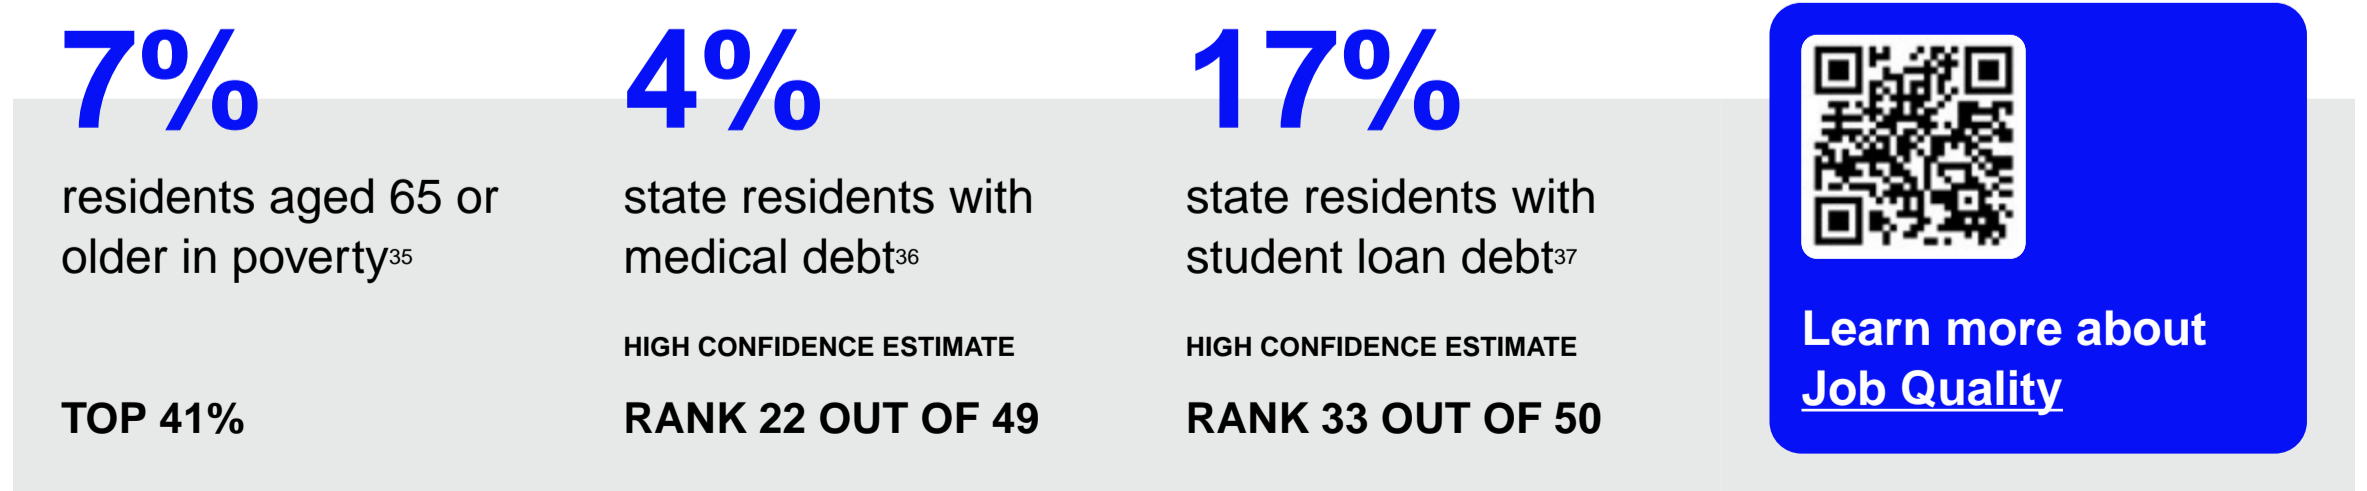 7%
residents aged 65 or
older in poverty35
TOP 41%
4%
state residents with
medical debt36
HIGH CONFIDENCE ESTIMATE
RANK 22 OUT OF 49
17%
state residents with
student loan debt37
HIGH CONFIDENCE ESTIMATE
RANK 33 OUT OF 50
Learn more about
Job Quality